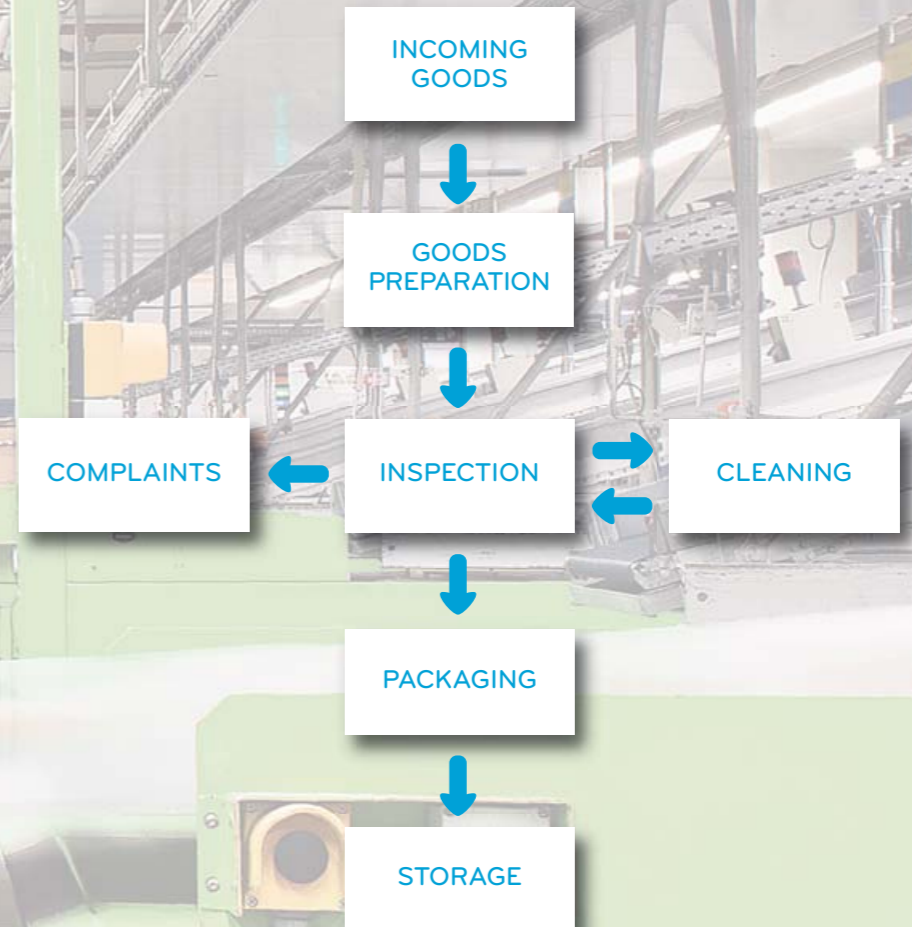 INCOMING
GOODS
GOODS
PREPARATION
COMPLAINTS
INSPECTION
CLEANING
PACKAGING
STORAGE